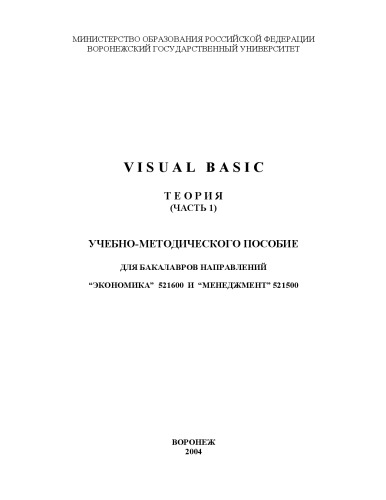 МИНИСТЕРСТВО ОБРАЗОВАНИЯ РОССИЙСКОЙ ФЕДЕРАЦИИ
ВОРОНЕЖСКИЙ ГОСУДАРСТВЕННЫЙ УНИВЕРСИТЕТ
VISUAL BASIC
ТЕОРИЯ
(ЧАСТЬ 1)
УЧЕБНО-МЕТОДИЧЕСКОГО ПОСОБИЕ
ДЛЯ БАКАЛАВРОВ НАПРАВЛЕНИЙ
“ЭКОНОМИКА” 521600 И “МЕНЕДЖМЕНТ” 521500
ВОРОНЕЖ
2004